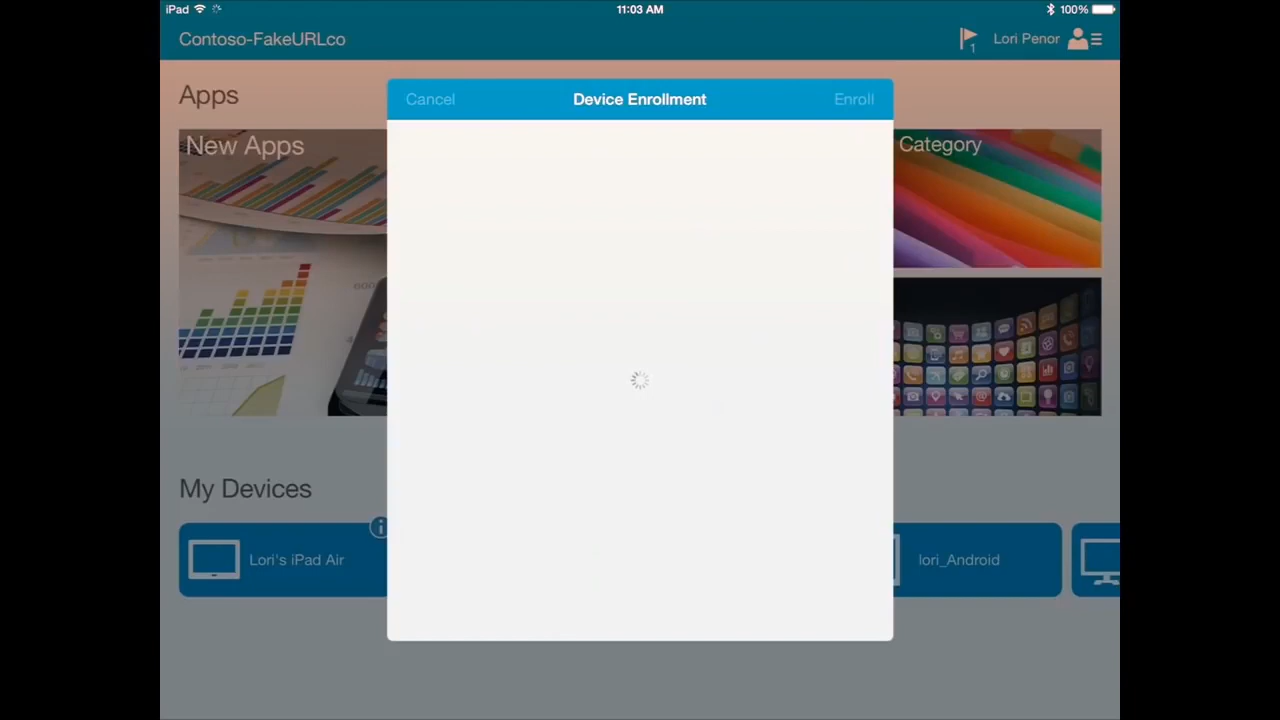 iPad 11:03 AM 100%
Contoso-FakeURLco
1 Lori Penor
Apps
Cancel Device Enrollment Enroll
New Apps
Category
My Devices
i
Lori's iPad Air
lori_Android